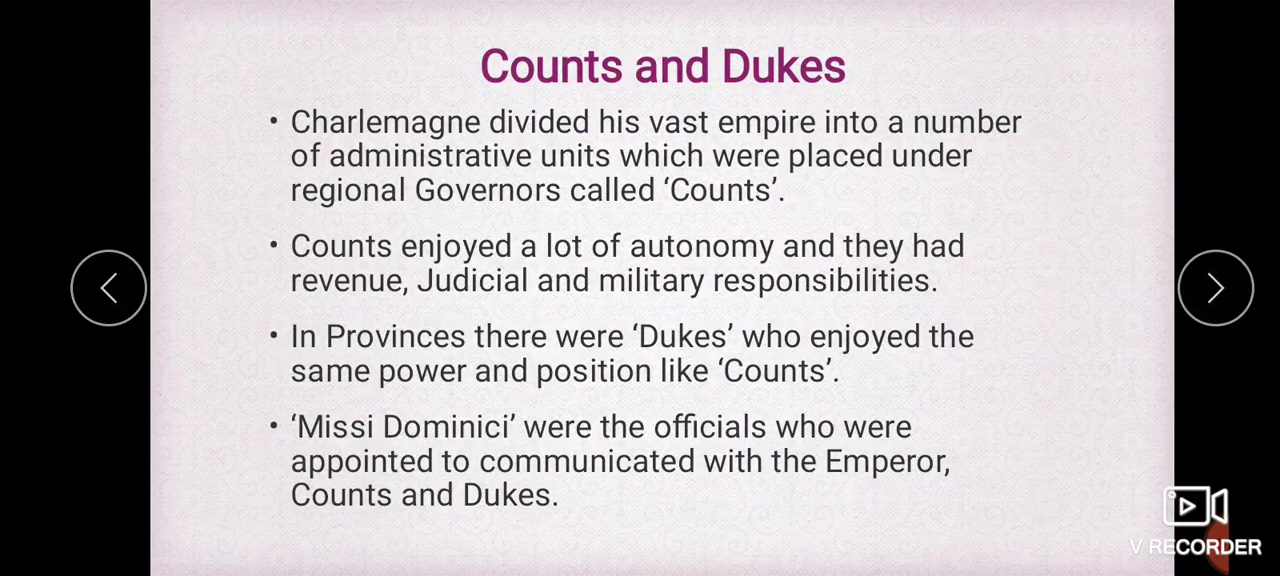 Counts and Dukes
• Charlemagne divided his vast empire into a number
of administrative units which were placed under
regional Governors called ‘Counts’.
• Counts enjoyed a lot of autonomy and they had
revenue, Judicial and military responsibilities.
• In Provinces there were ‘Dukes’ who enjoyed the
same power and position like ‘Counts’.
• ‘Missi Dominici’ were the officials who were
appointed to communicated with the Emperor,
Counts and Dukes.
V RECORDER